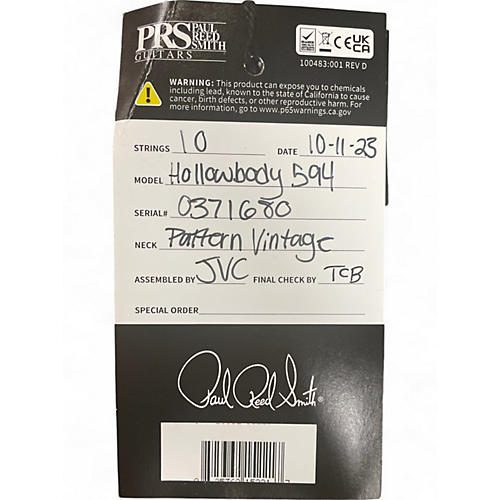 PRS PAUL REED SMITH
GUITARS
UK CA
100483:001 REV D
WARNING: This product can expose you to chemicals
including lead, known to the state of California to cause
cancer, birth defects, or other reproductive harm. For
more information, go to www.p65warnings.ca.gov
STRINGS 10 DATE 10-11-23
MODEL Hollowbody 594
SERIAL# 0371680
NECK Pattern Vintage
ASSEMBLED BY JVC FINAL CHECK BY TCB
SPECIAL ORDER
Paul Reed Smith®